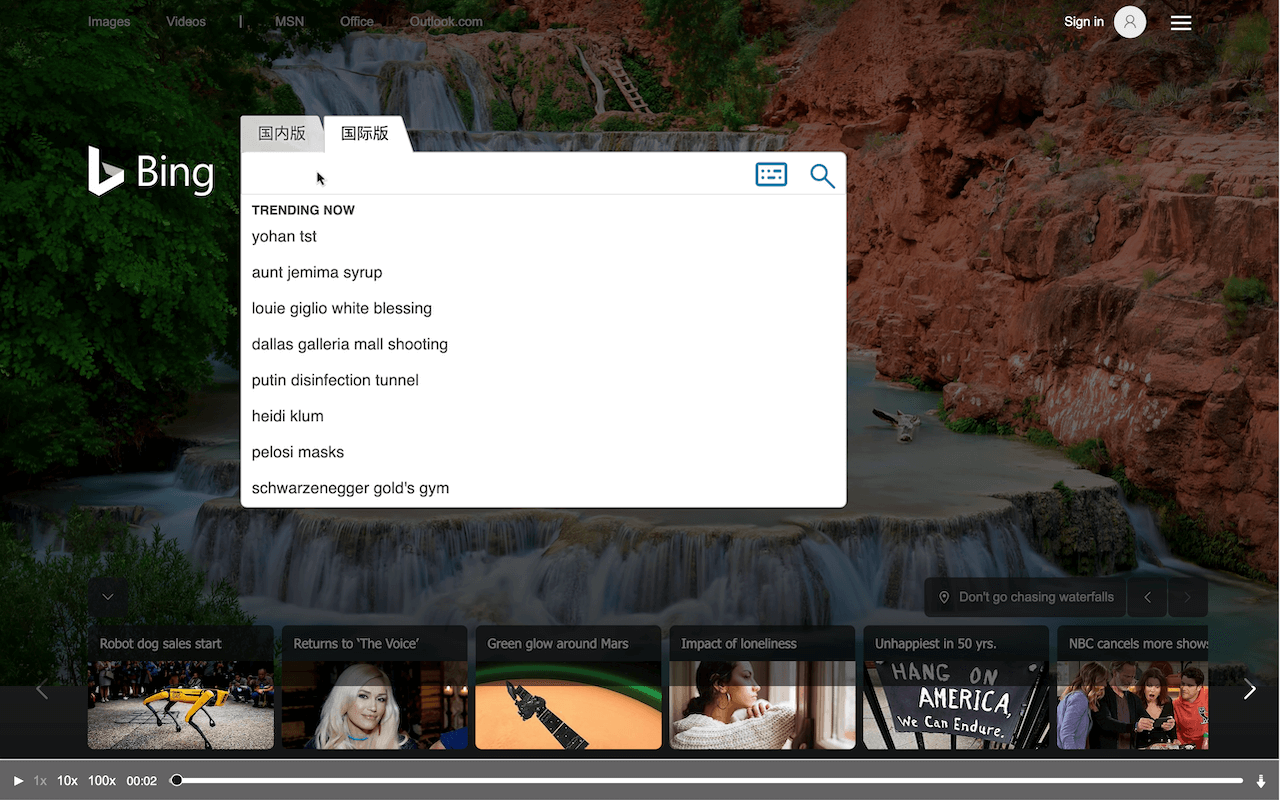 Images Videos | MSN Office Outlook.com Sign in
国内版 国际版
Bing
TRENDING NOW
yohan tst
aunt jemima syrup
louie giglio white blessing
dallas galleria mall shooting
putin disinfection tunnel
heidi klum
pelosi masks
schwarzenegger gold's gym
Don't go chasing waterfalls
Robot dog sales start Returns to ‘The Voice’ Green glow around Mars Impact of loneliness Unhappiest in 50 yrs. NBC cancels more shows
HANG ON
AMERICA,
We Can Endure.
1x 10x 100x 00:02